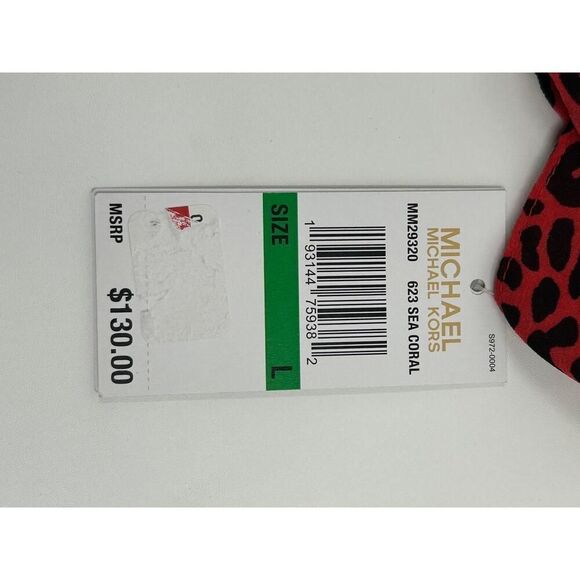 S972-0004
MICHAEL
MICHAEL KORS
MM29320 623 SEA CORAL
1 93144 75938 2
SIZE L
MSRP $130.00